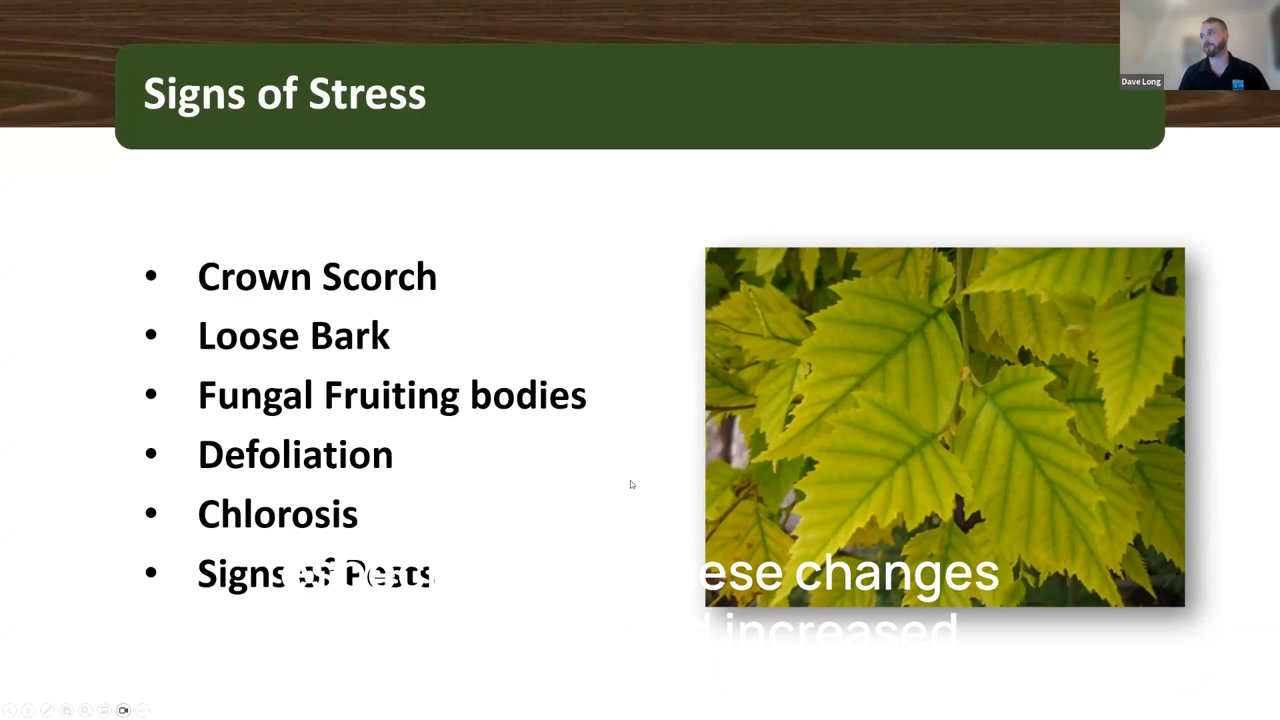 Dave Long
Signs of Stress
• Crown Scorch
• Loose Bark
• Fungal Fruiting bodies
• Defoliation
• Chlorosis
• Signs of Pests
ese changes
d increased